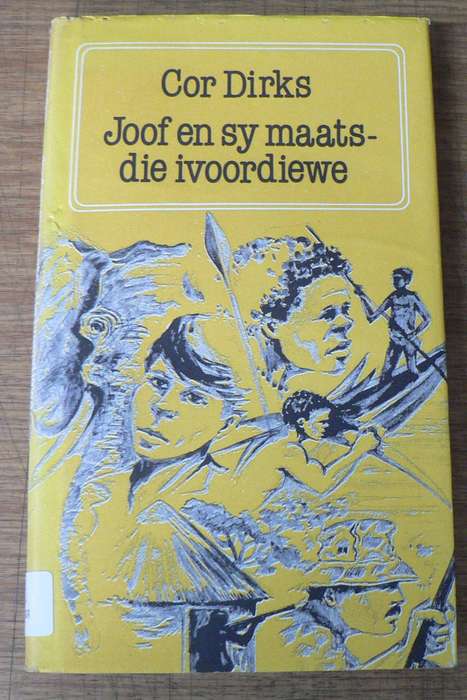 Cor Dirks
Joof en sy maats-
die ivoordiewe